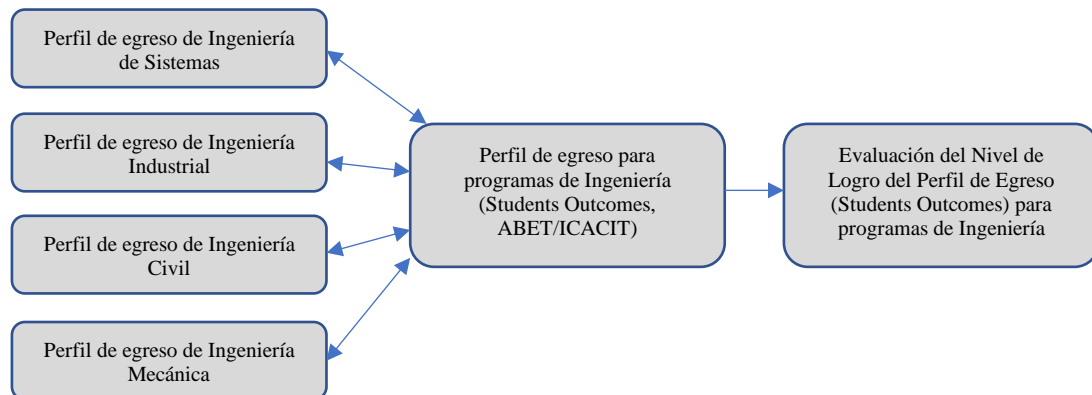 Perfil de egreso de Ingeniería
de Sistemas
Perfil de egreso de Ingeniería
Industrial
Perfil de egreso de Ingeniería
Civil
Perfil de egreso de Ingeniería
Mecánica
Perfil de egreso para
programas de Ingeniería
(Students Outcomes,
ABET/ICACIT)
Evaluación del Nivel de
Logro del Perfil de Egreso
(Students Outcomes) para
programas de Ingeniería